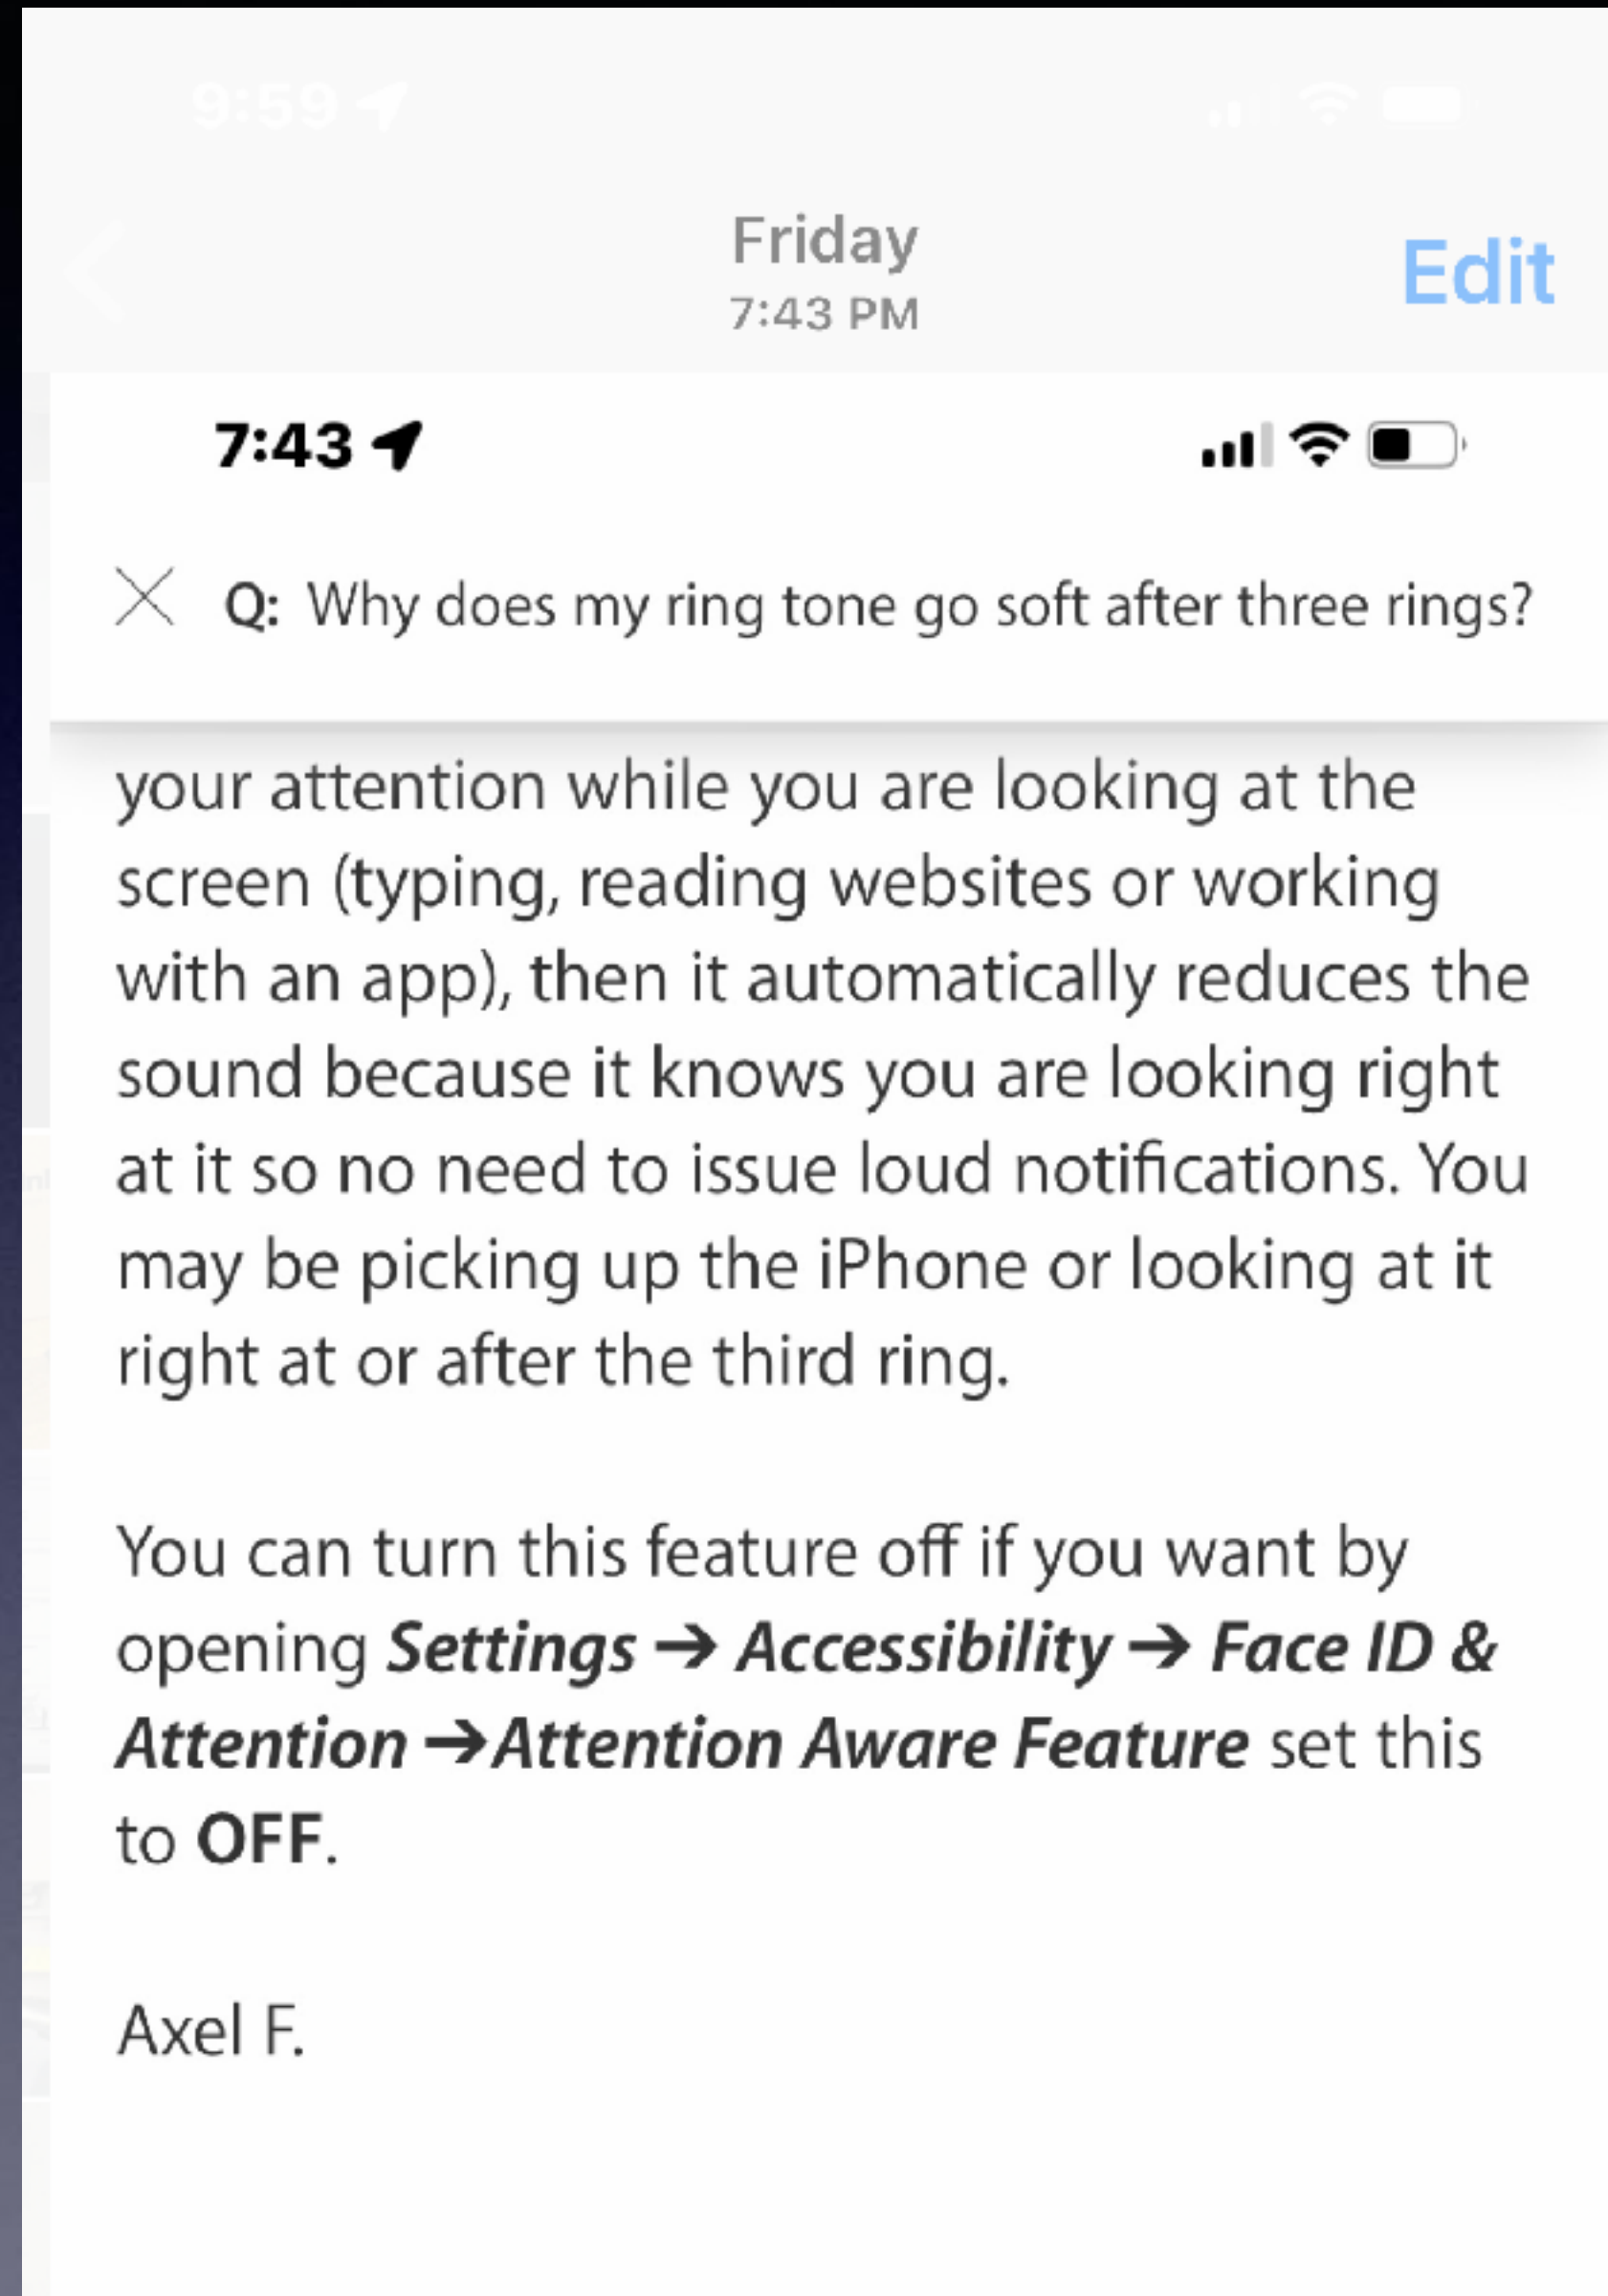 9:59
Friday
Edit
7:43 PM
7:43
Q: Why does my ring tone go soft after three rings?
your attention while you are looking at the
screen (typing, reading websites or working
with an app), then it automatically reduces the
sound because it knows you are looking right
at it so no need to issue loud notifications. You
may be picking up the iPhone or looking at it
right at or after the third ring.
You can turn this feature off if you want by
opening Settings → Accessibility → Face ID &
Attention →Attention Aware Feature set this
to OFF.
Axel F.